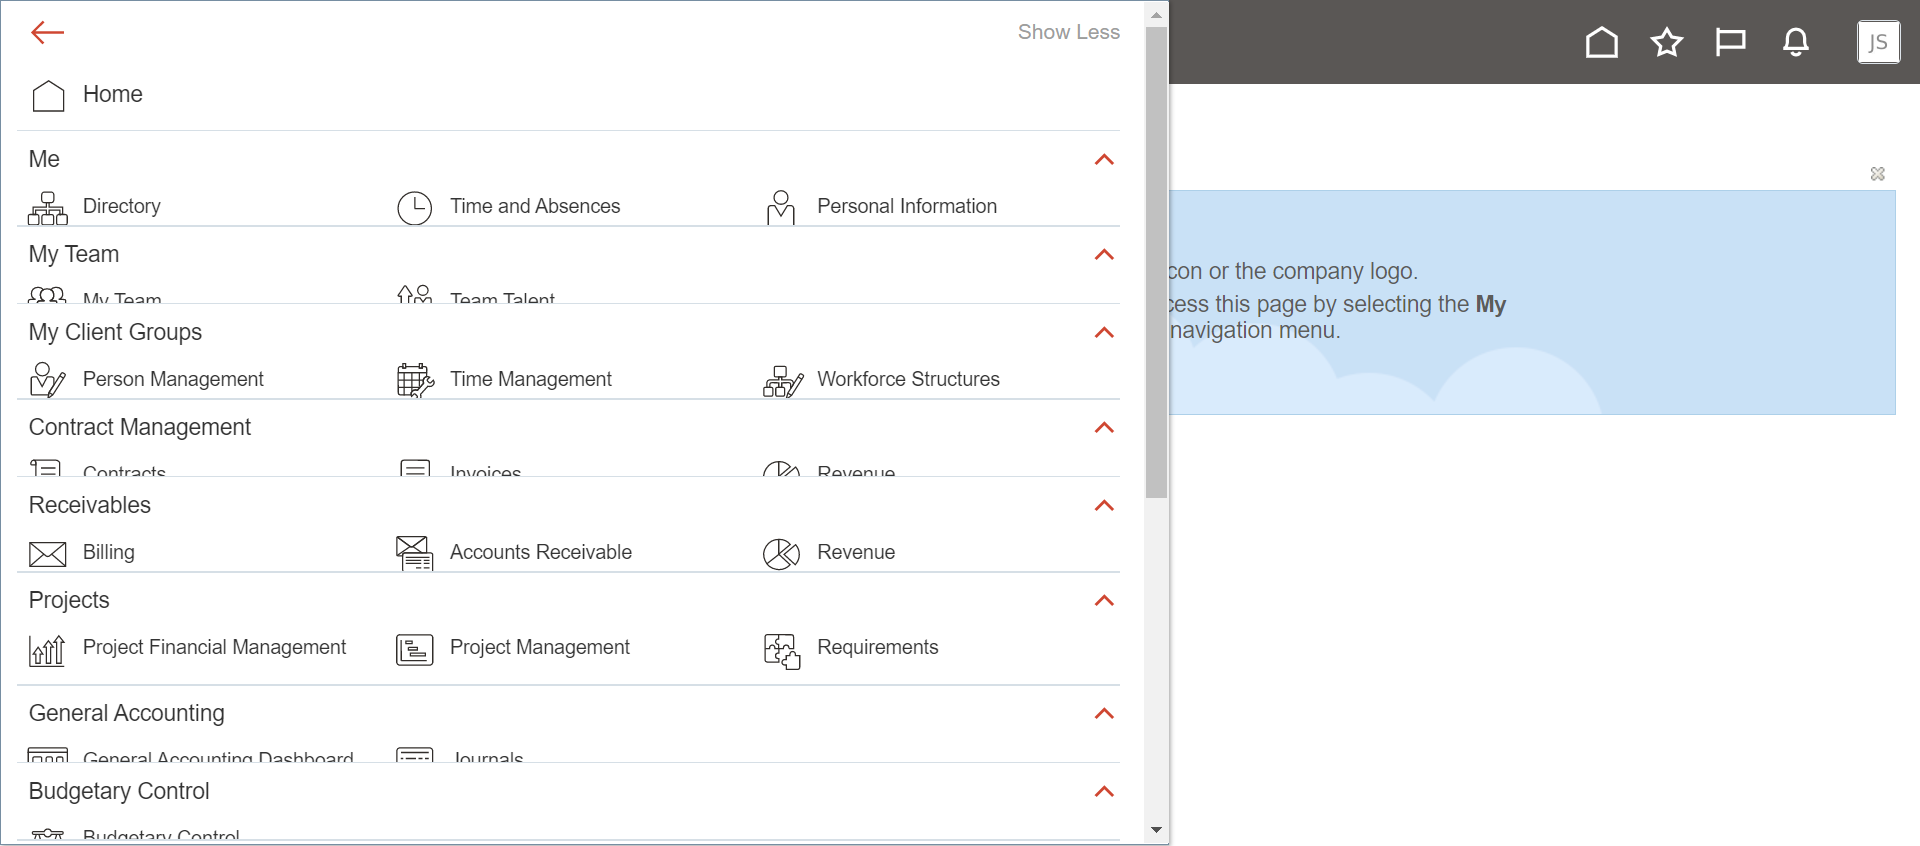 Show Less
Home
JS
Me
Directory
Time and Absences
Personal Information
My Team
My Team
Team Talent
con or the company logo.
cess this page by selecting the My
navigation menu.
My Client Groups
Person Management
Time Management
Workforce Structures
Contract Management
Contracts
Invoices
Revenue
Receivables
Billing
Accounts Receivable
Revenue
Projects
Project Financial Management
Project Management
Requirements
General Accounting
General Accounting Dashboard
Journals
Budgetary Control
Budgetary Control